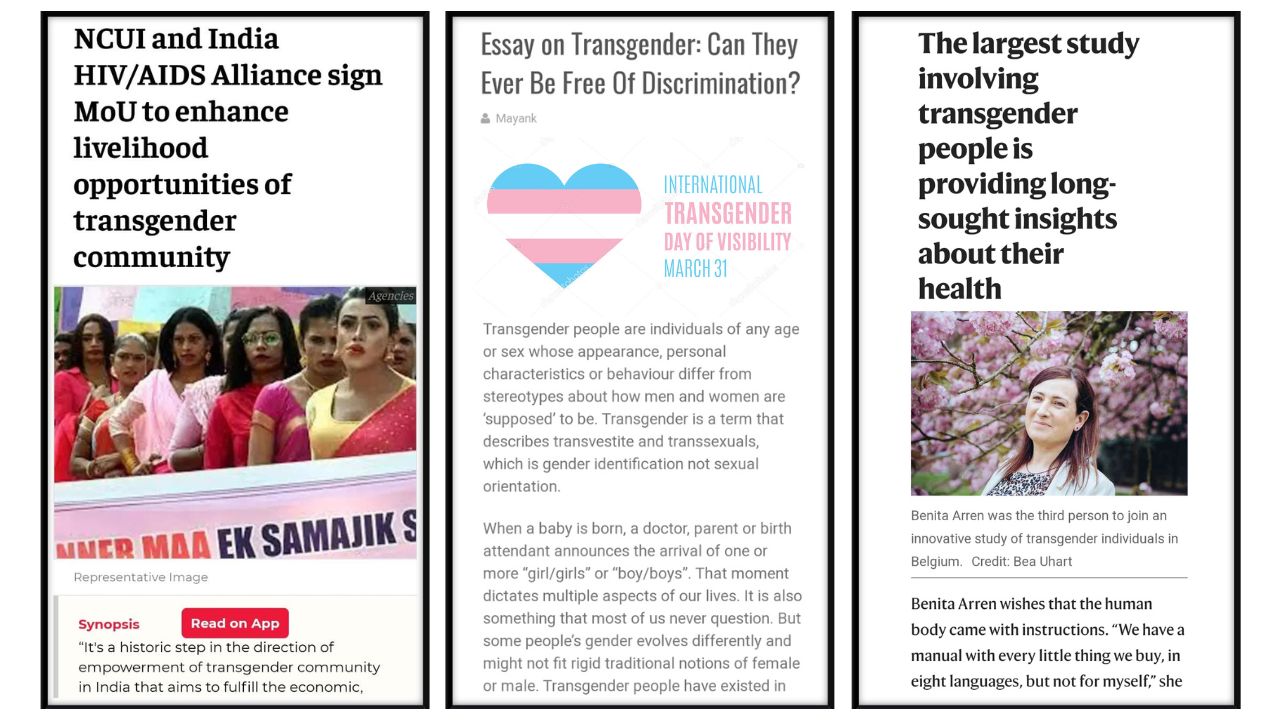 NCUI and India
HIV/AIDS Alliance sign
MoU to enhance
livelihood
opportunities of
transgender
community
Agencies
MAA EK SAMAJIK S
Representative Image
Synopsis
Read on App
“It's a historic step in the direction of
empowerment of transgender community
in India that aims to fulfill the economic,
Essay on Transgender: Can They
Ever Be Free Of Discrimination?
Mayank
INTERNATIONAL
TRANSGENDER
DAY OF VISIBILITY
MARCH 31
Transgender people are individuals of any age
or sex whose appearance, personal
characteristics or behaviour differ from
stereotypes about how men and women are
‘supposed’ to be. Transgender is a term that
describes transvestite and transsexuals,
which is gender identification not sexual
orientation.
When a baby is born, a doctor, parent or birth
attendant announces the arrival of one or
more “girl/girls” or “boy/boys”. That moment
dictates multiple aspects of our lives. It is also
something that most of us never question. But
some people’s gender evolves differently and
might not fit rigid traditional notions of female
or male. Transgender people have existed in
The largest study
involving
transgender
people is
providing long-
sought insights
about their
health
Benita Arren was the third person to join an
innovative study of transgender individuals in
Belgium. Credit: Bea Uhart
Benita Arren wishes that the human
body came with instructions. “We have a
manual with every little thing we buy, in
eight languages, but not for myself,” she